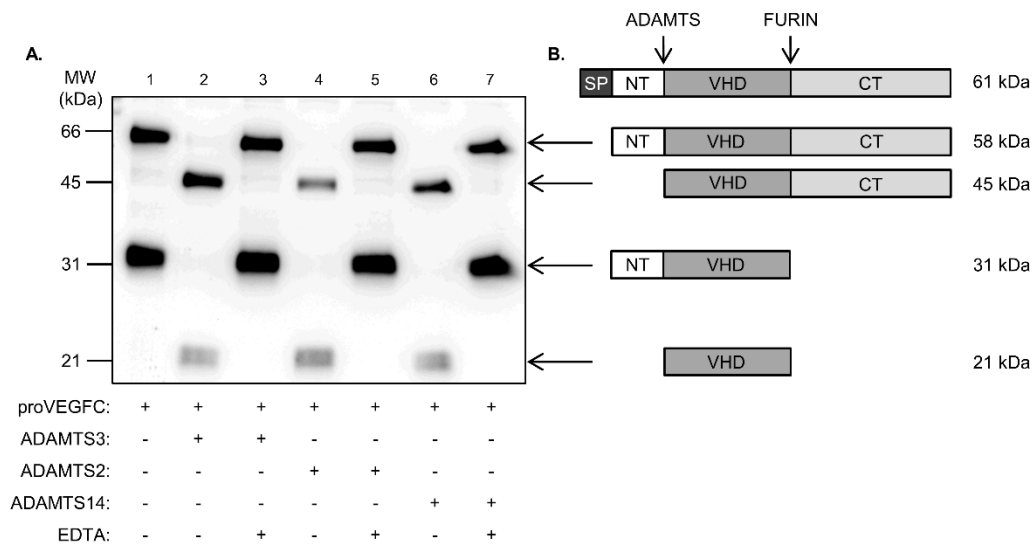 ADAMTS FURIN
A. B.
MW 1 2 3 4 5 6 7
(kDa)
SP NT VHD CT 61 kDa
66
NT VHD CT 58 kDa
45
VHD CT 45 kDa
31
NT VHD 31 kDa
21
VHD 21 kDa
proVEGFC: + + + + + + +
ADAMTS3: - + + - - - -
ADAMTS2: - - - + + - -
ADAMTS14: - - - - - + +
EDTA: - - + - + - +